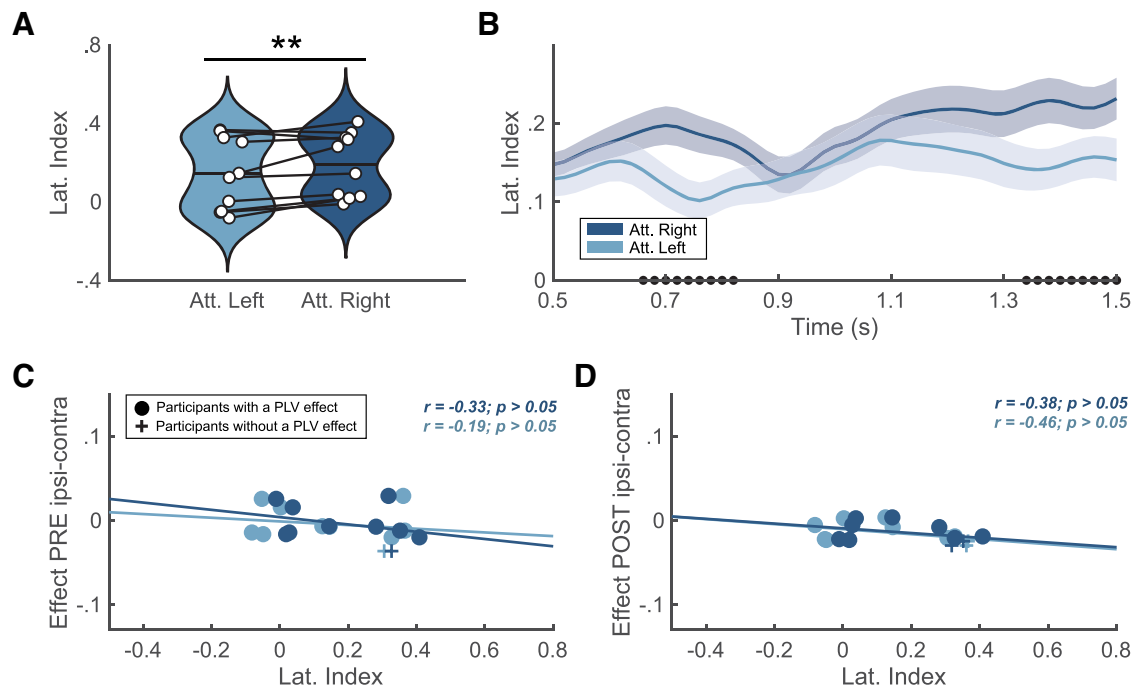 A
**
.8
.4
0
-.4
Lat. Index
Att. Left
Att. Right
B
.2
.1
0
Lat. Index
Att. Right
Att. Left
0.5
0.7
0.9
1.1
1.3
1.5
Time (s)
C
Participants with a PLV effect
Participants without a PLV effect
r = -0.33; p > 0.05
r = -0.19; p > 0.05
.1
0
-.1
Effect PRE ipsi-contra
-0.4
-0.2
0
0.2
0.4
0.6
0.8
Lat. Index
D
r = -0.38; p > 0.05
r = -0.46; p > 0.05
.1
0
-.1
Effect POST ipsi-contra
-0.4
-0.2
0
0.2
0.4
0.6
0.8
Lat. Index